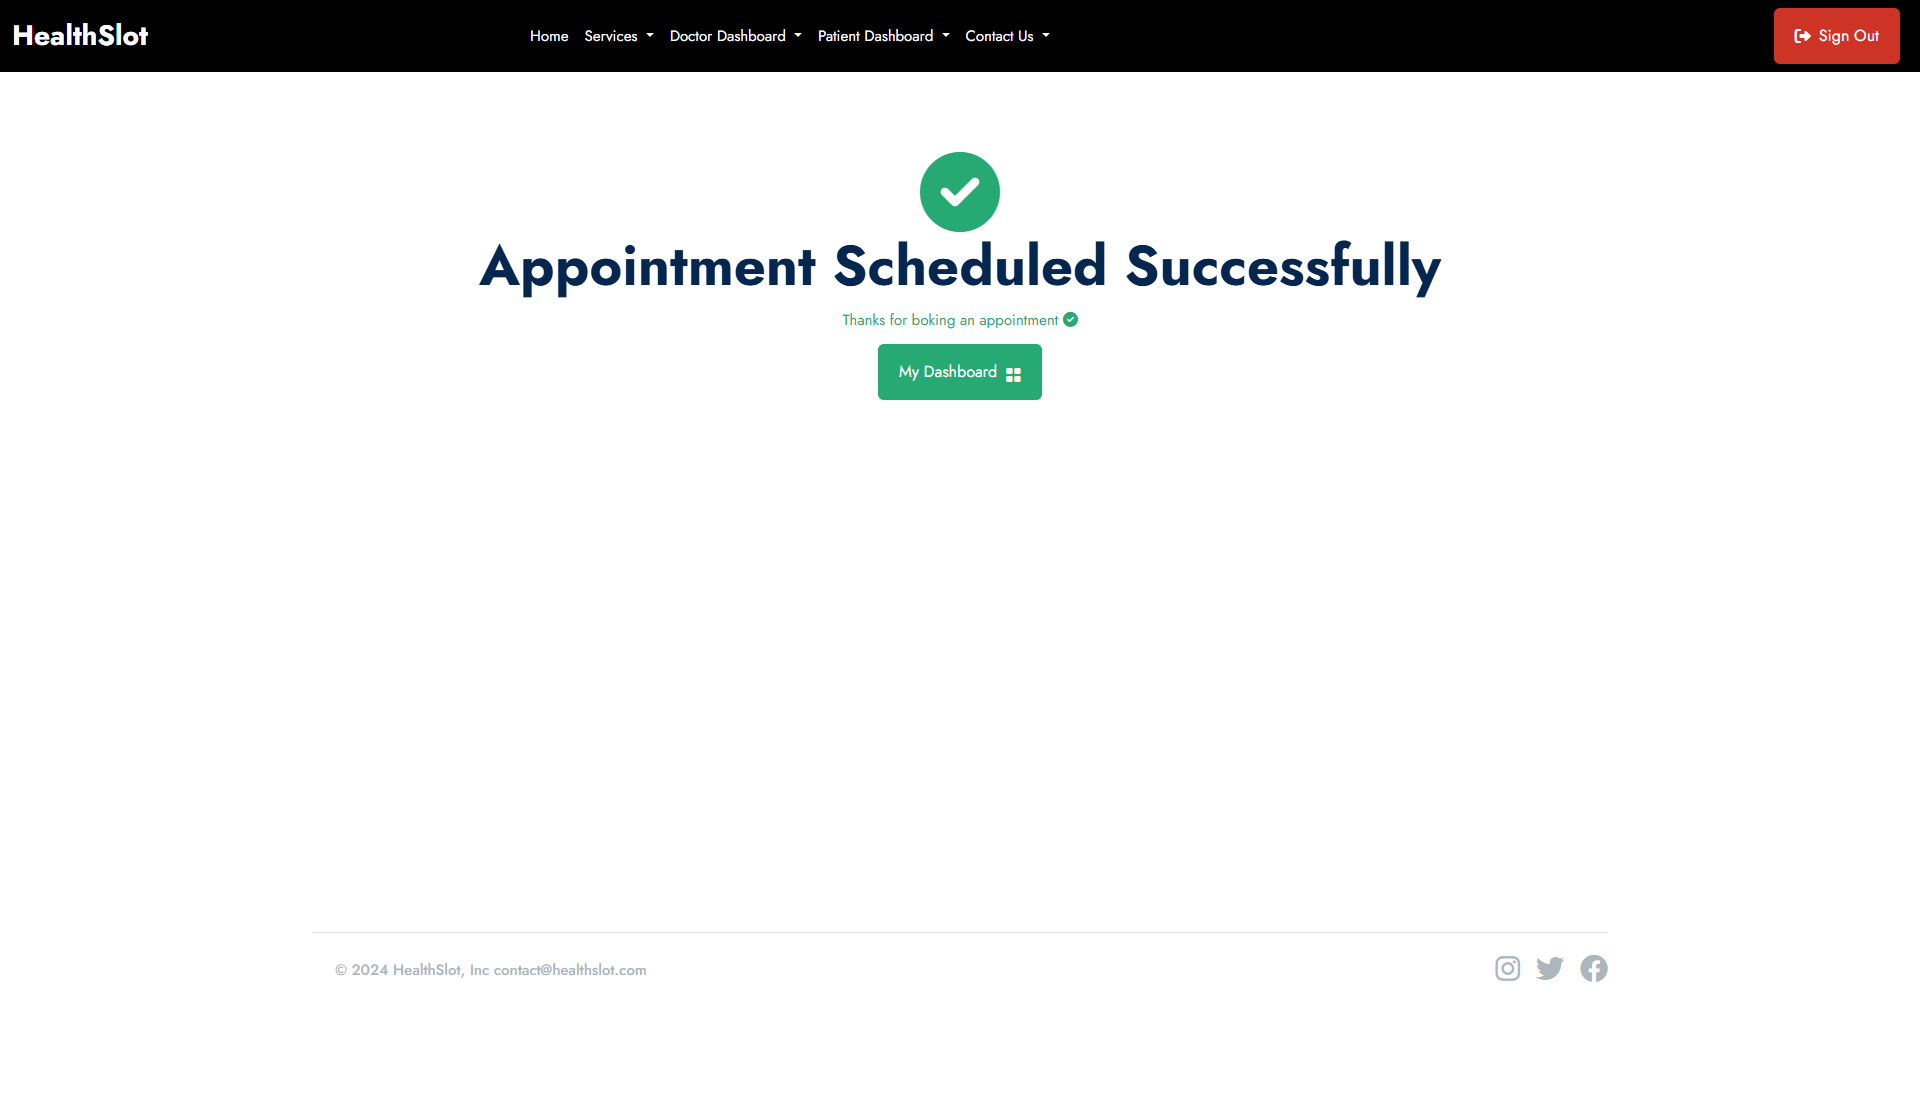 HealthSlot
Home Services Doctor Dashboard Patient Dashboard Contact Us
Sign Out
Appointment Scheduled Successfully
Thanks for boking an appointment
My Dashboard
© 2024 HealthSlot, Inc contact@healthslot.com